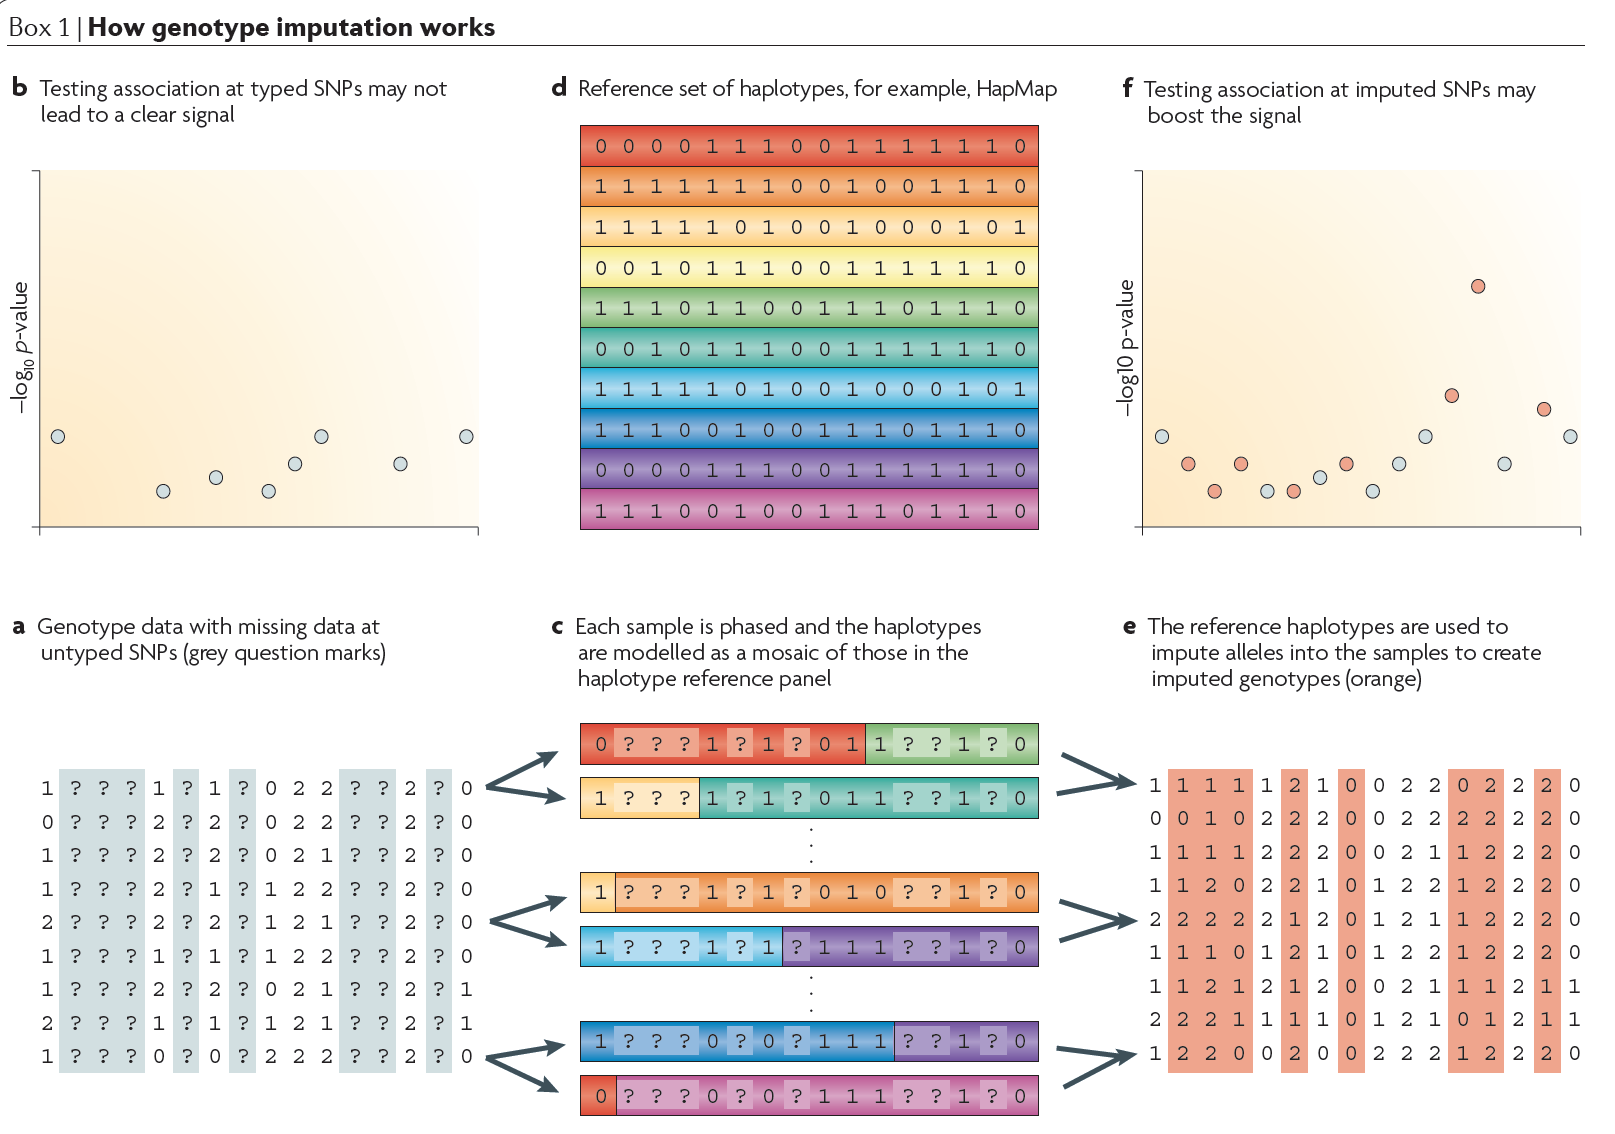 Box 1 | How genotype imputation works
b Testing association at typed SNPs may not
lead to a clear signal
−log10 p-value
d Reference set of haplotypes, for example, HapMap
0 0 0 0 1 1 1 0 0 1 1 1 1 1 1 0
1 1 1 1 1 1 1 0 0 1 0 0 1 1 1 0
1 1 1 1 1 0 1 0 0 1 0 0 0 1 0 1
0 0 1 0 1 1 1 0 0 1 1 1 1 1 1 0
1 1 1 0 1 1 0 0 1 1 1 0 1 1 1 0
0 0 1 0 1 1 1 0 0 1 1 1 1 1 1 0
1 1 1 1 1 0 1 0 0 1 0 0 0 1 0 1
1 1 1 0 0 1 0 0 1 1 1 0 1 1 1 0
0 0 0 0 1 1 1 0 0 1 1 1 1 1 1 0
1 1 1 0 0 1 0 0 1 1 1 0 1 1 1 0
f Testing association at imputed SNPs may
boost the signal
−log10 p-value
a Genotype data with missing data at
untyped SNPs (grey question marks)
1 ? ? ? 1 ? 1 ? 0 2 2 ? ? 2 ? 0
0 ? ? ? 2 ? 2 ? 0 2 2 ? ? 2 ? 0
1 ? ? ? 2 ? 2 ? 0 2 1 ? ? 2 ? 0
1 ? ? ? 2 ? 1 ? 1 2 2 ? ? 2 ? 0
2 ? ? ? 2 ? 1 ? 1 2 1 ? ? 2 ? 0
1 ? ? ? 1 ? 1 ? 1 2 2 ? ? 2 ? 0
1 ? ? ? 2 ? 2 ? 0 2 1 ? ? 2 ? 1
2 ? ? ? 1 ? 1 ? 1 2 1 ? ? 2 ? 1
1 ? ? ? 0 ? 0 ? 2 2 2 ? ? 2 ? 0
c Each sample is phased and the haplotypes
are modelled as a mosaic of those in the
haplotype reference panel
0 ? ? ? 1 ? 1 ? 0 1 1 ? ? 1 ? 0
1 ? ? ? 1 ? 1 ? 0 1 1 ? ? 1 ? 0
1 ? ? ? 1 ? 1 ? 0 1 0 ? ? 1 ? 0
1 ? ? ? 1 ? 1 ? 1 1 1 ? ? 1 ? 0
1 ? ? ? 0 ? 0 ? 1 1 1 ? ? 1 ? 0
0 ? ? ? 0 ? 0 ? 1 1 1 ? ? 1 ? 0
e The reference haplotypes are used to
impute alleles into the samples to create
imputed genotypes (orange)
1 1 1 1 1 2 1 0 0 2 2 0 2 2 2 0
0 0 1 0 2 2 2 0 0 2 2 2 2 2 2 0
1 1 1 1 2 2 2 0 0 2 1 1 2 2 2 0
1 1 2 0 2 2 1 0 1 2 2 1 2 2 2 0
2 2 2 2 2 1 2 0 1 2 1 1 2 2 2 0
1 1 1 0 1 2 1 0 1 2 2 1 2 2 2 0
1 1 2 1 2 1 2 0 0 2 1 1 1 2 1 1
2 2 2 1 1 1 1 0 1 2 1 0 1 2 1 1
1 2 2 0 0 2 0 0 2 2 2 1 2 2 2 0